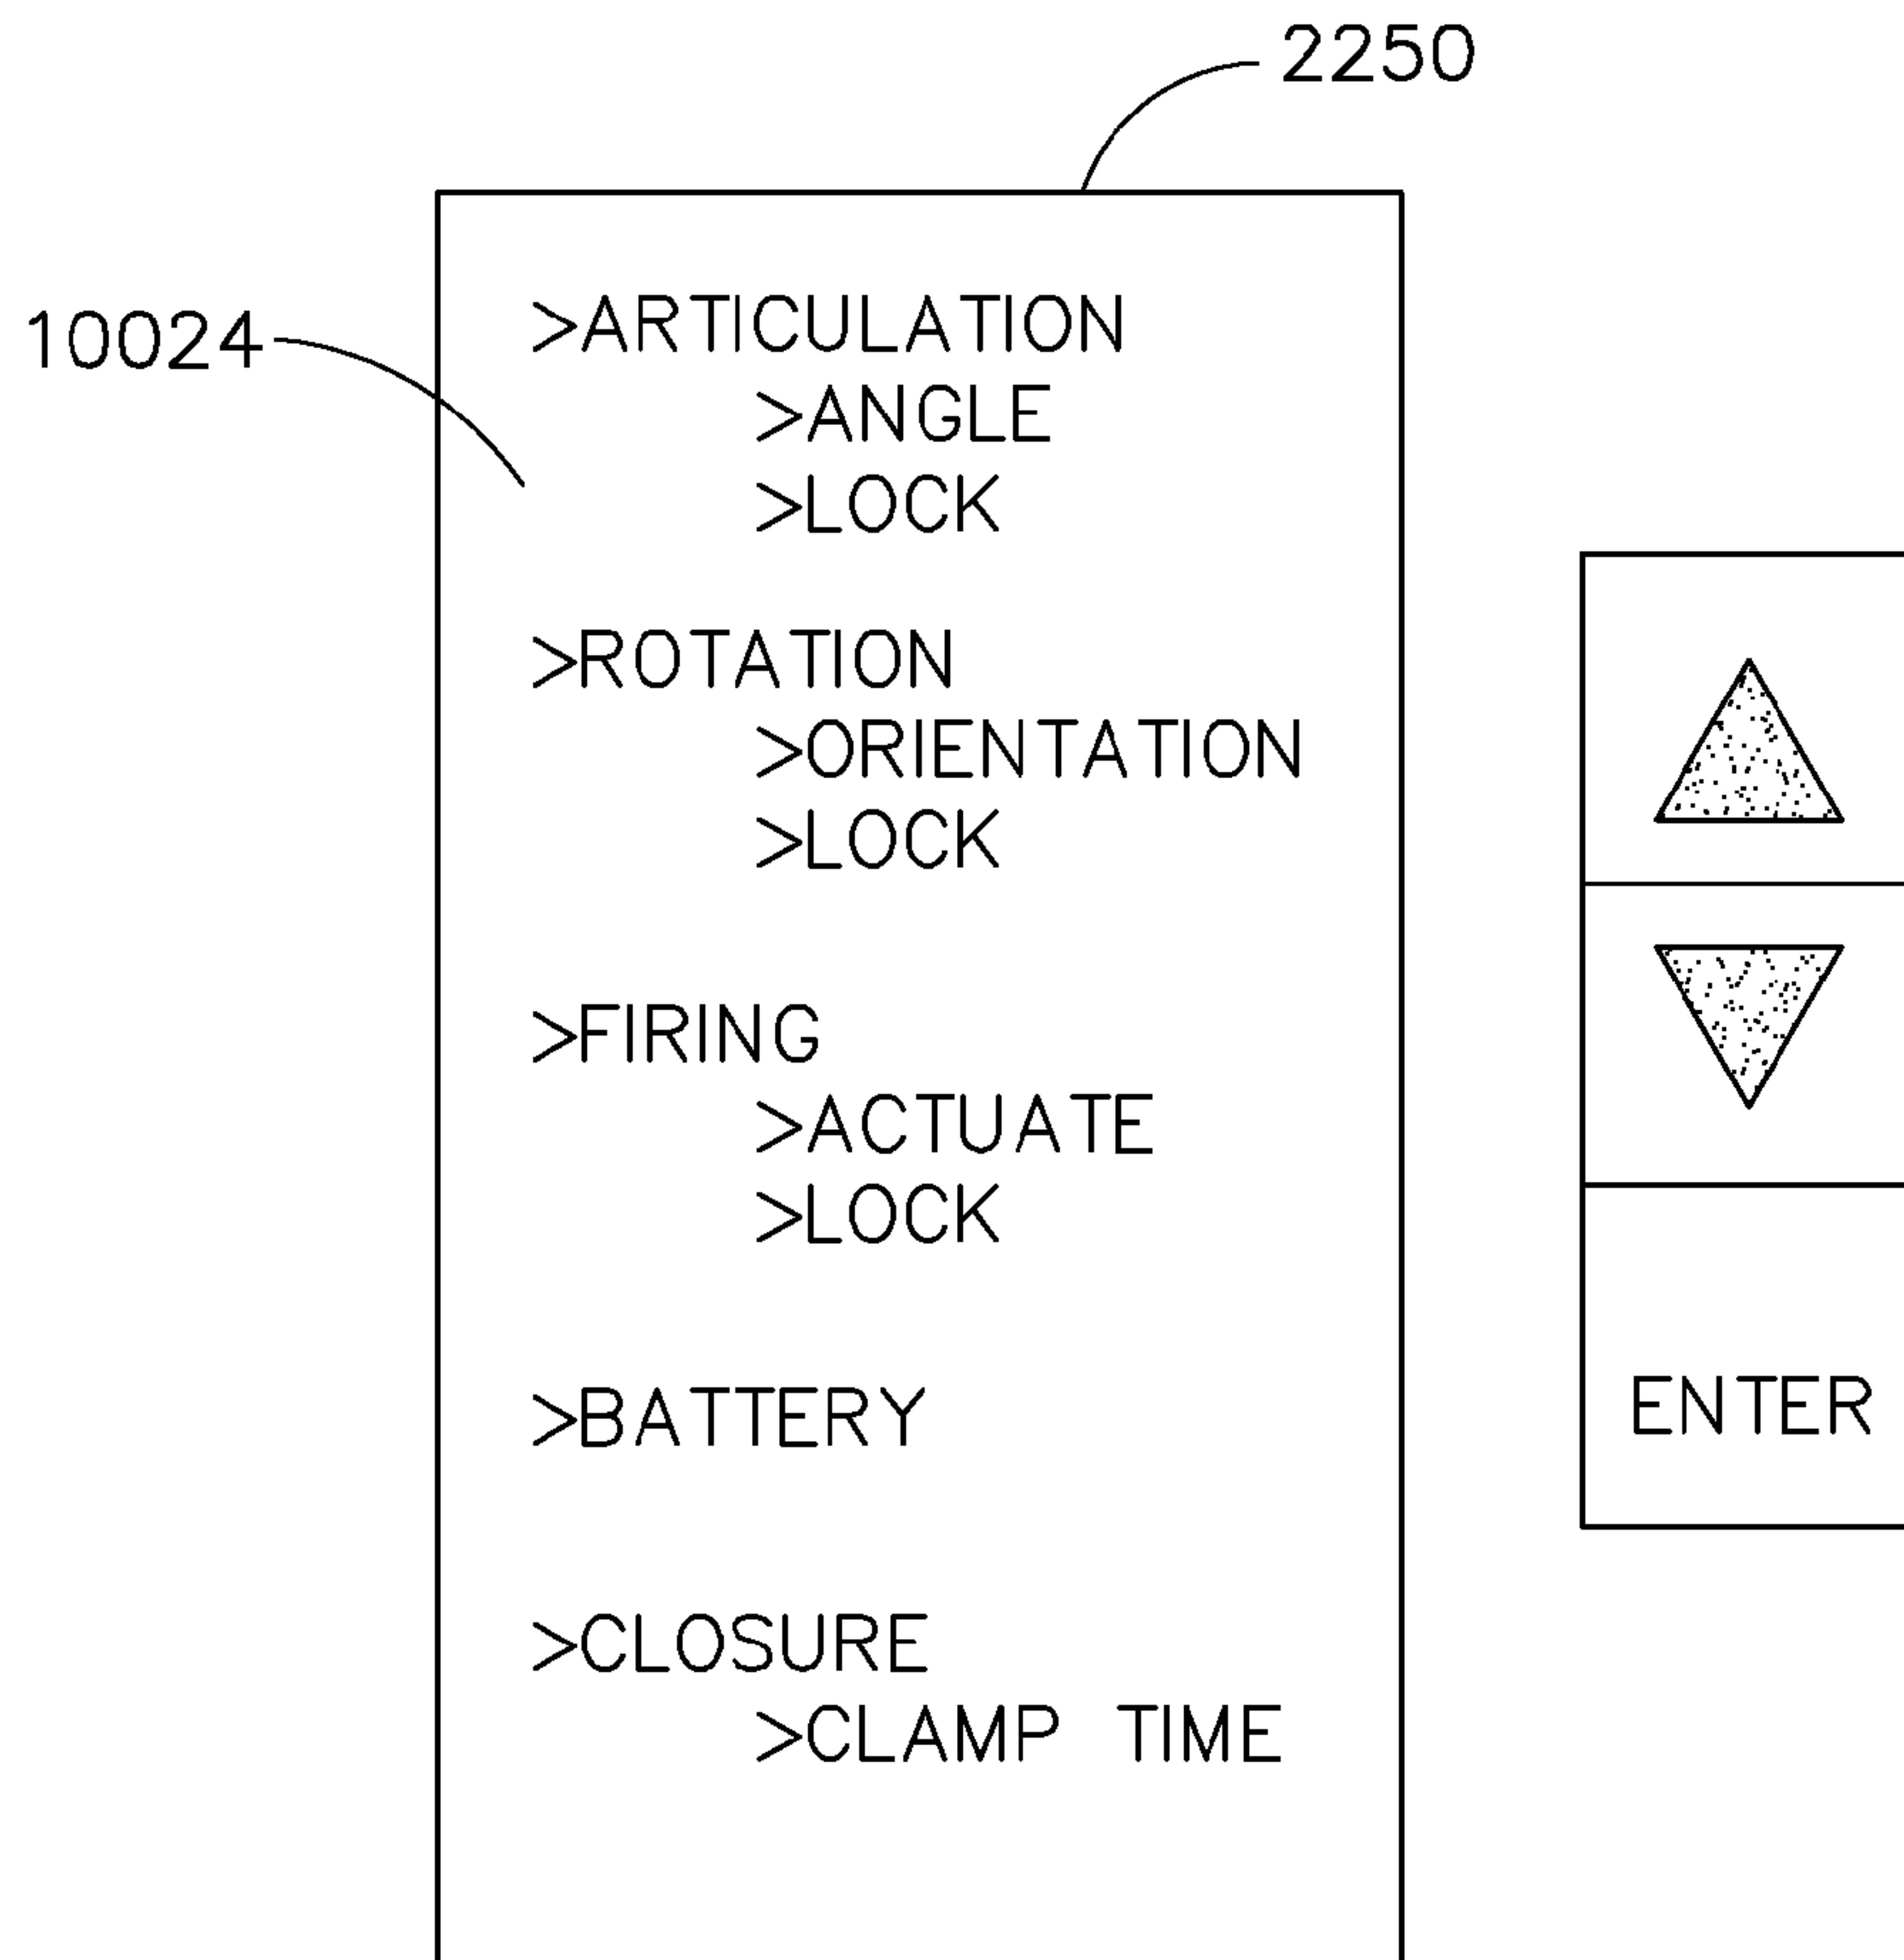 2250
10024
>ARTICULATION
>ANGLE
>LOCK
>ROTATION
>ORIENTATION
>LOCK
>FIRING
>ACTUATE
>LOCK
>BATTERY
>CLOSURE
>CLAMP TIME
ENTER